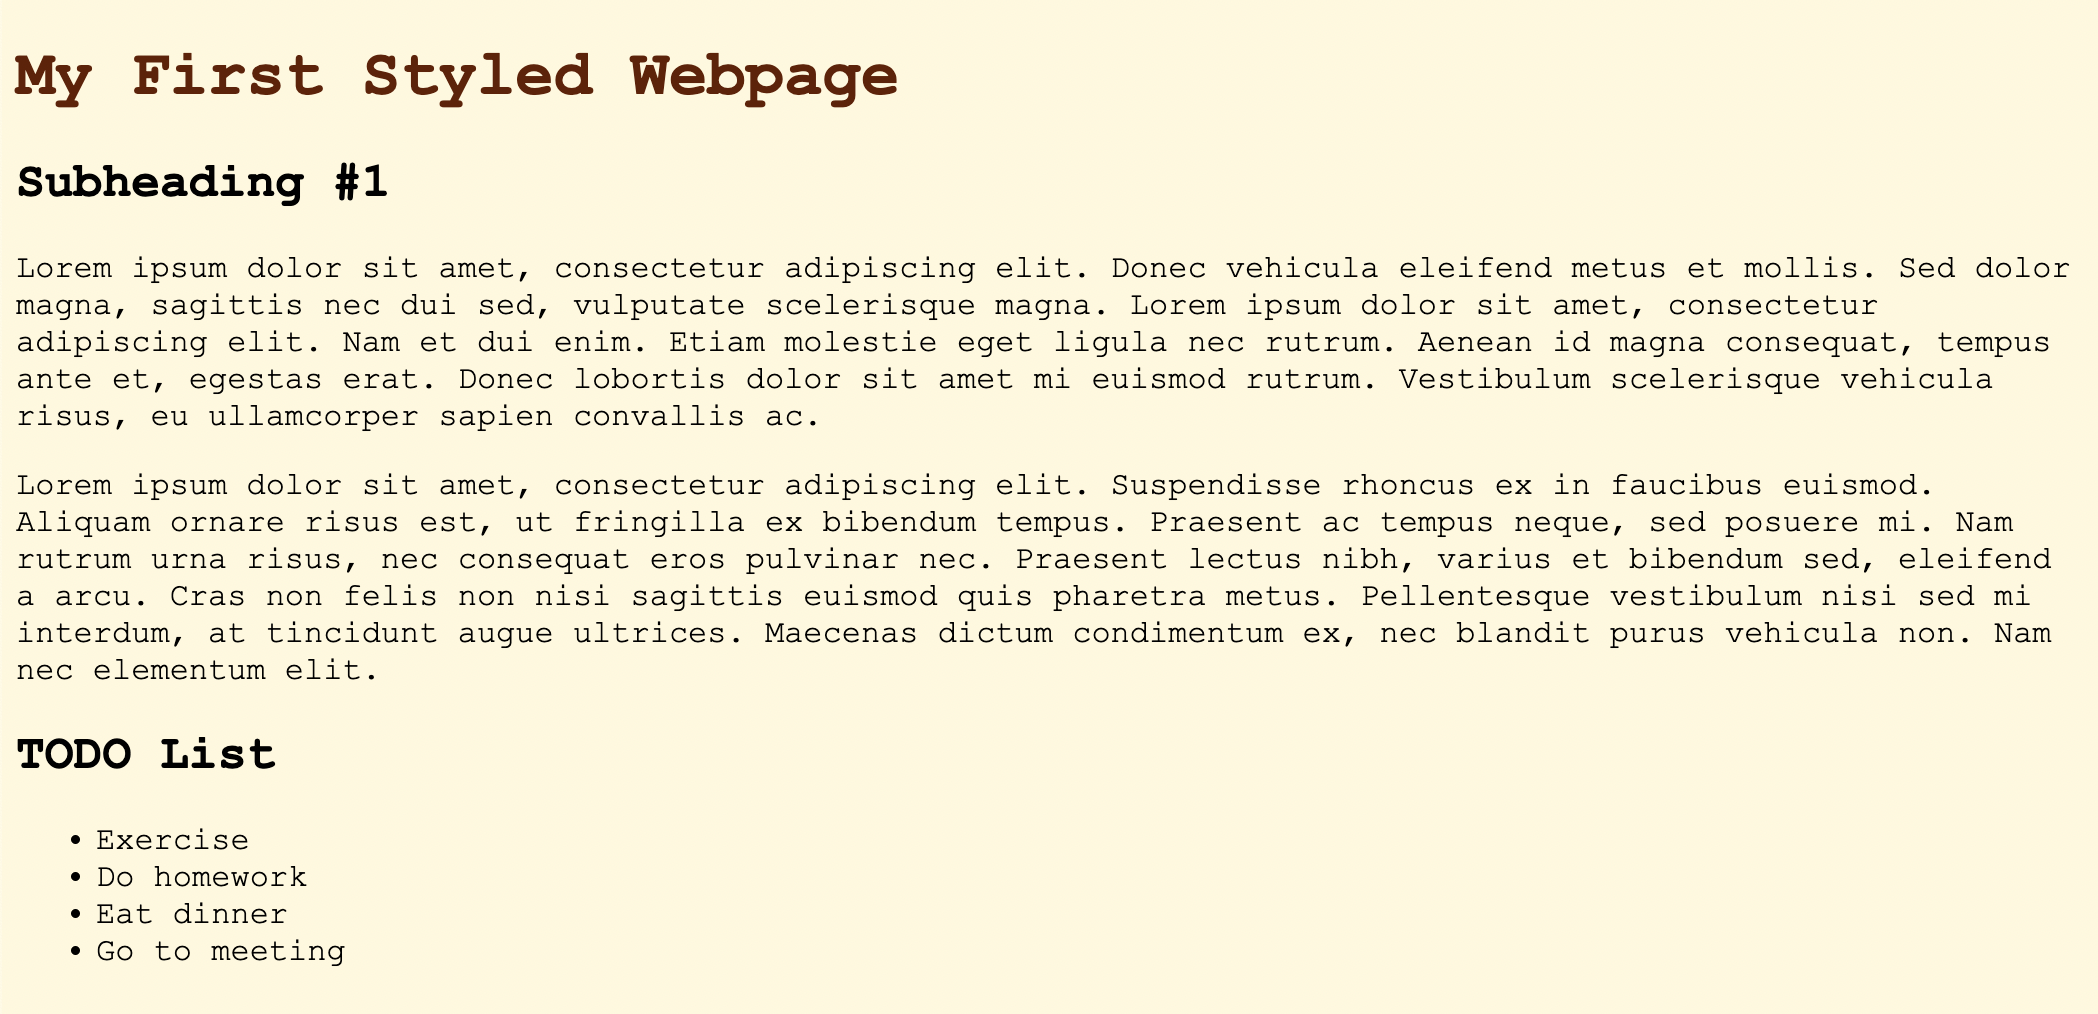 My First Styled Webpage
Subheading #1
Lorem ipsum dolor sit amet, consectetur adipiscing elit. Donec vehicula eleifend metus et mollis. Sed dolor
magna, sagittis nec dui sed, vulputate scelerisque magna. Lorem ipsum dolor sit amet, consectetur
adipiscing elit. Nam et dui enim. Etiam molestie eget ligula nec rutrum. Aenean id magna consequat, tempus
ante et, egestas erat. Donec lobortis dolor sit amet mi euismod rutrum. Vestibulum scelerisque vehicula
risus, eu ullamcorper sapien convallis ac.
Lorem ipsum dolor sit amet, consectetur adipiscing elit. Suspendisse rhoncus ex in faucibus euismod.
Aliquam ornare risus est, ut fringilla ex bibendum tempus. Praesent ac tempus neque, sed posuere mi. Nam
rutrum urna risus, nec consequat eros pulvinar nec. Praesent lectus nibh, varius et bibendum sed, eleifend
a arcu. Cras non felis non nisi sagittis euismod quis pharetra metus. Pellentesque vestibulum nisi sed mi
interdum, at tincidunt augue ultrices. Maecenas dictum condimentum ex, nec blandit purus vehicula non. Nam
nec elementum elit.
TODO List
• Exercise
• Do homework
• Eat dinner
• Go to meeting